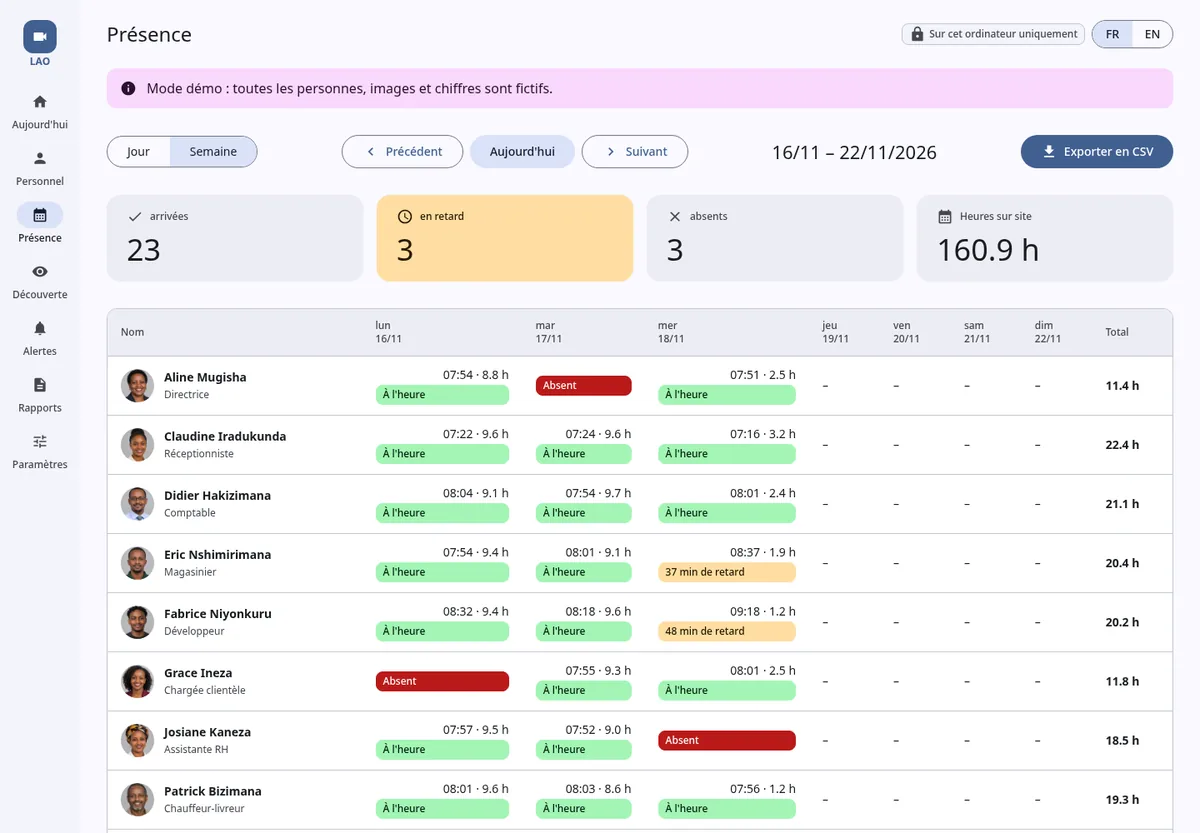 LAO
Aujourd'hui
Personnel
Présence
Découverte
Alertes
Rapports
Paramètres
Présence
Sur cet ordinateur uniquement
FR
EN
Mode démo : toutes les personnes, images et chiffres sont fictifs.
Jour
Semaine
Précédent
Aujourd'hui
Suivant
16/11 – 22/11/2026
Exporter en CSV
arrivées
23
en retard
3
absents
3
Heures sur site
160.9 h
Nom
lun
16/11
mar
17/11
mer
18/11
jeu
19/11
ven
20/11
sam
21/11
dim
22/11
Total
Aline Mugisha
Directrice
07:54 · 8.8 h
À l'heure
Absent
07:51 · 2.5 h
À l'heure
– – – –
11.4 h
Claudine Iradukunda
Réceptionniste
07:22 · 9.6 h
À l'heure
07:24 · 9.6 h
À l'heure
07:16 · 3.2 h
À l'heure
– – – –
22.4 h
Didier Hakizimana
Comptable
08:04 · 9.1 h
À l'heure
07:54 · 9.7 h
À l'heure
08:01 · 2.4 h
À l'heure
– – – –
21.1 h
Eric Nshimirimana
Magasinier
07:54 · 9.4 h
À l'heure
08:01 · 9.1 h
À l'heure
08:37 · 1.9 h
37 min de retard
– – – –
20.4 h
Fabrice Niyonkuru
Développeur
08:32 · 9.4 h
À l'heure
08:18 · 9.6 h
À l'heure
09:18 · 1.2 h
48 min de retard
– – – –
20.2 h
Grace Ineza
Chargée clientèle
Absent
07:55 · 9.3 h
À l'heure
08:01 · 2.5 h
À l'heure
– – – –
11.8 h
Josiane Kaneza
Assistante RH
07:57 · 9.5 h
À l'heure
07:52 · 9.0 h
À l'heure
Absent
– – – –
18.5 h
Patrick Bizimana
Chauffeur-livreur
08:01 · 9.6 h
À l'heure
08:03 · 8.6 h
À l'heure
07:56 · 1.2 h
À l'heure
– – – –
19.3 h